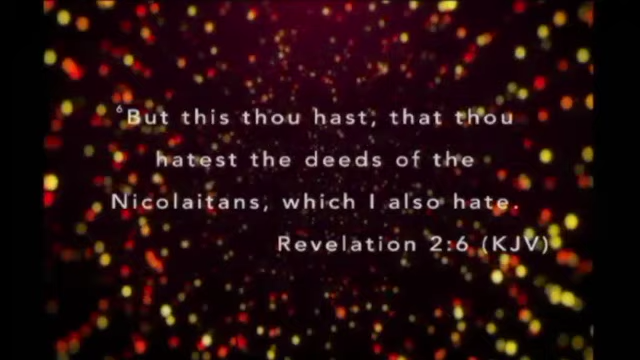 ⁶But this thou hast, that thou
hatest the deeds of the
Nicolaitans, which I also hate.
Revelation 2:6 (KJV)